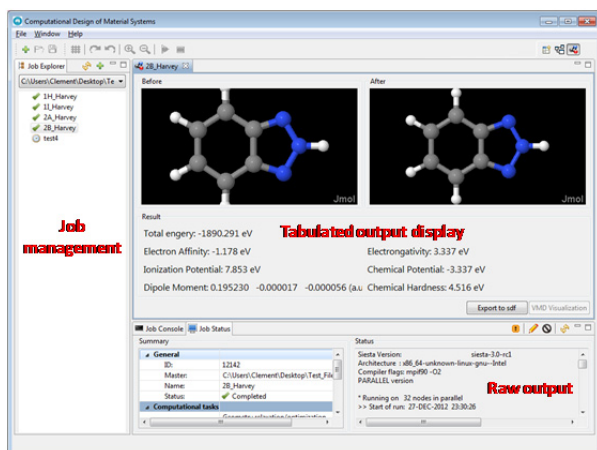 Computational Design of Material Systems
File Window Help
Job Explorer
C:\Users\Clement\Desktop\Te
1H_Harvey
1I_Harvey
2A_Harvey
2B_Harvey
test4
Job
management
2B_Harvey
Before
After
Jmol
Jmol
Result
Tabulated output display
Total engery: -1890.291 eV
Electron Affinity: -1.178 eV
Electrongativity: 3.337 eV
Ionization Potential: 7.853 eV
Chemical Potential: -3.337 eV
Dipole Moment: 0.195230 -0.000017 -0.000056 (a.u
Chemical Hardness: 4.516 eV
Export to sdf
VMD Visualization
Job Console
Job Status
Summary
General
ID: 12142
Master: C:\Users\Clement\Desktop\Test_File
Name: 2B_Harvey
Status: Completed
Computational tasks
Status
Siesta Version: siesta-3.0-rc1
Architecture : x86_64-unknown-linux-gnu--Intel
Compiler flags: mpif90 -O2
PARALLEL version
* Running on 32 nodes in parallel
>> Start of run: 27-DEC-2012 23:30:26
Raw output